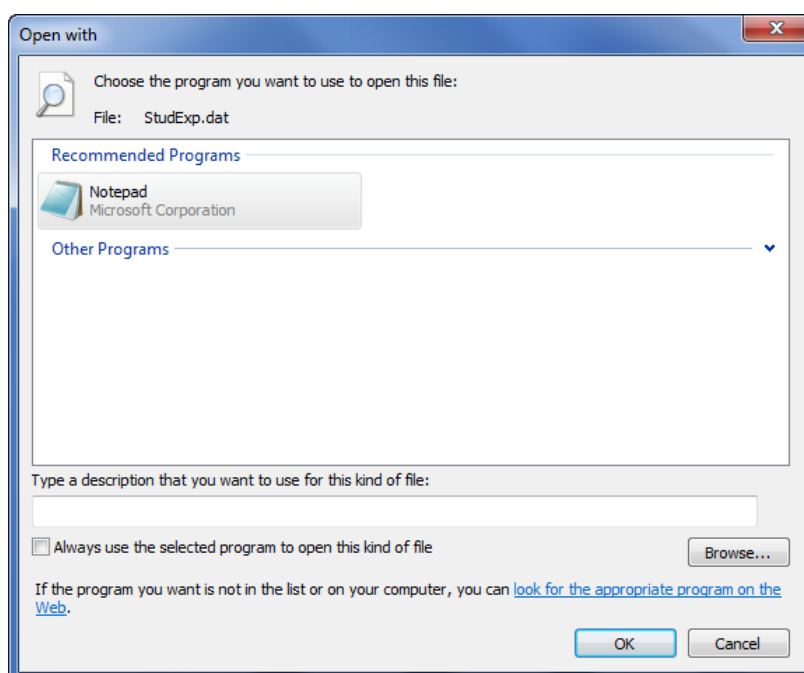 Open with
Choose the program you want to use to open this file:
File: StudExp.dat
Recommended Programs
Notepad
Microsoft Corporation
Other Programs
Type a description that you want to use for this kind of file:
Always use the selected program to open this kind of file
Browse...
If the program you want is not in the list or on your computer, you can look for the appropriate program on the
Web.
OK
Cancel